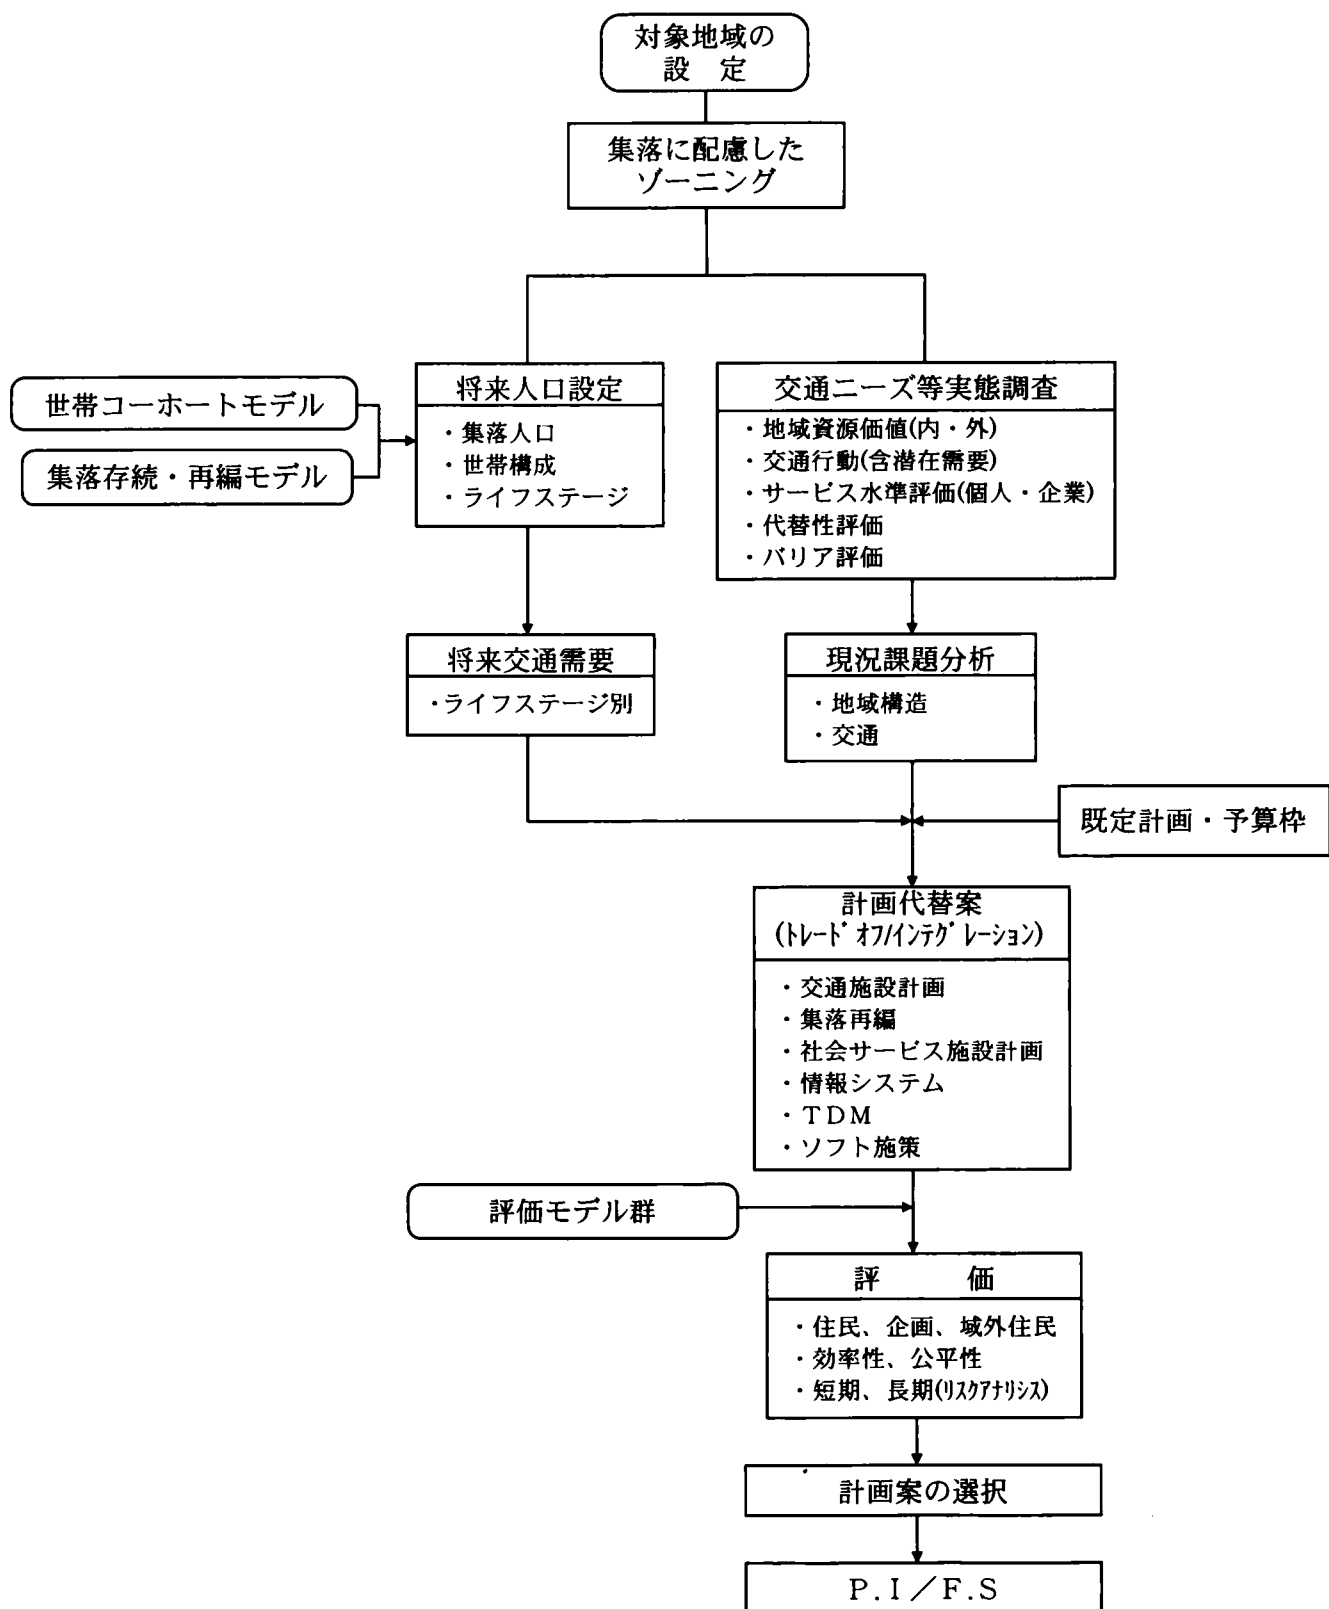 対象地域の
設　定
集落に配慮した
ゾーニング
世帯コーホートモデル
集落存続・再編モデル
将来人口設定
・集落人口
・世帯構成
・ライフステージ
交通ニーズ等実態調査
・地域資源価値(内・外)
・交通行動(含潜在需要)
・サービス水準評価(個人・企業)
・代替性評価
・バリア評価
将来交通需要
・ライフステージ別
現況課題分析
・地域構造
・交通
既定計画・予算枠
計画代替案
(ﾄﾚｰﾄﾞｵﾌ/ｲﾝﾃｸﾞﾚｰｼｮﾝ)
・交通施設計画
・集落再編
・社会サービス施設計画
・情報システム
・ＴＤＭ
・ソフト施策
評価モデル群
評　　価
・住民、企画、域外住民
・効率性、公平性
・短期、長期(ﾘｽｸｱﾅﾘｼｽ)
計画案の選択
Ｐ.Ｉ／Ｆ.Ｓ